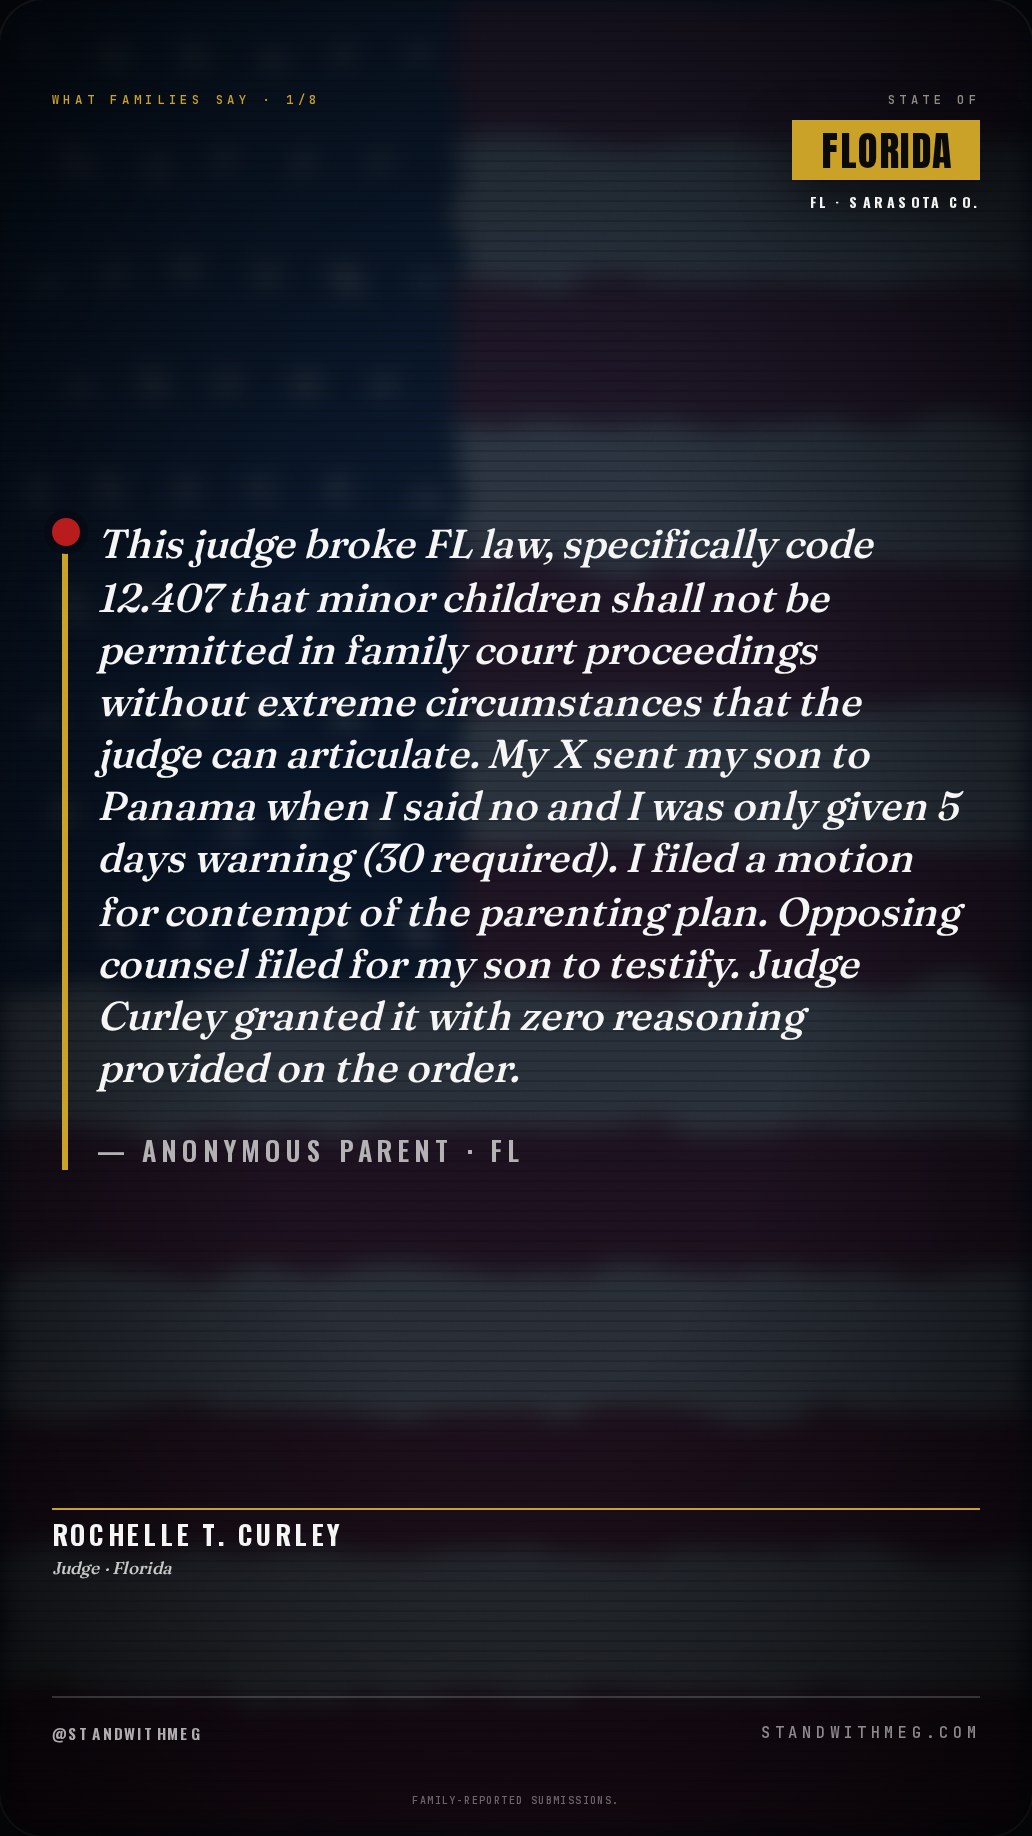 WHAT FAMILIES SAY · 1/8
STATE OF
FLORIDA
FL · SARASOTA CO.
This judge broke FL law, specifically code
12.407 that minor children shall not be
permitted in family court proceedings
without extreme circumstances that the
judge can articulate. My X sent my son to
Panama when I said no and I was only given 5
days warning (30 required). I filed a motion
for contempt of the parenting plan. Opposing
counsel filed for my son to testify. Judge
Curley granted it with zero reasoning
provided on the order.
— ANONYMOUS PARENT · FL
ROCHELLE T. CURLEY
Judge · Florida
@STANDWITHMEG
STANDWITHMEG.COM
FAMILY-REPORTED SUBMISSIONS.